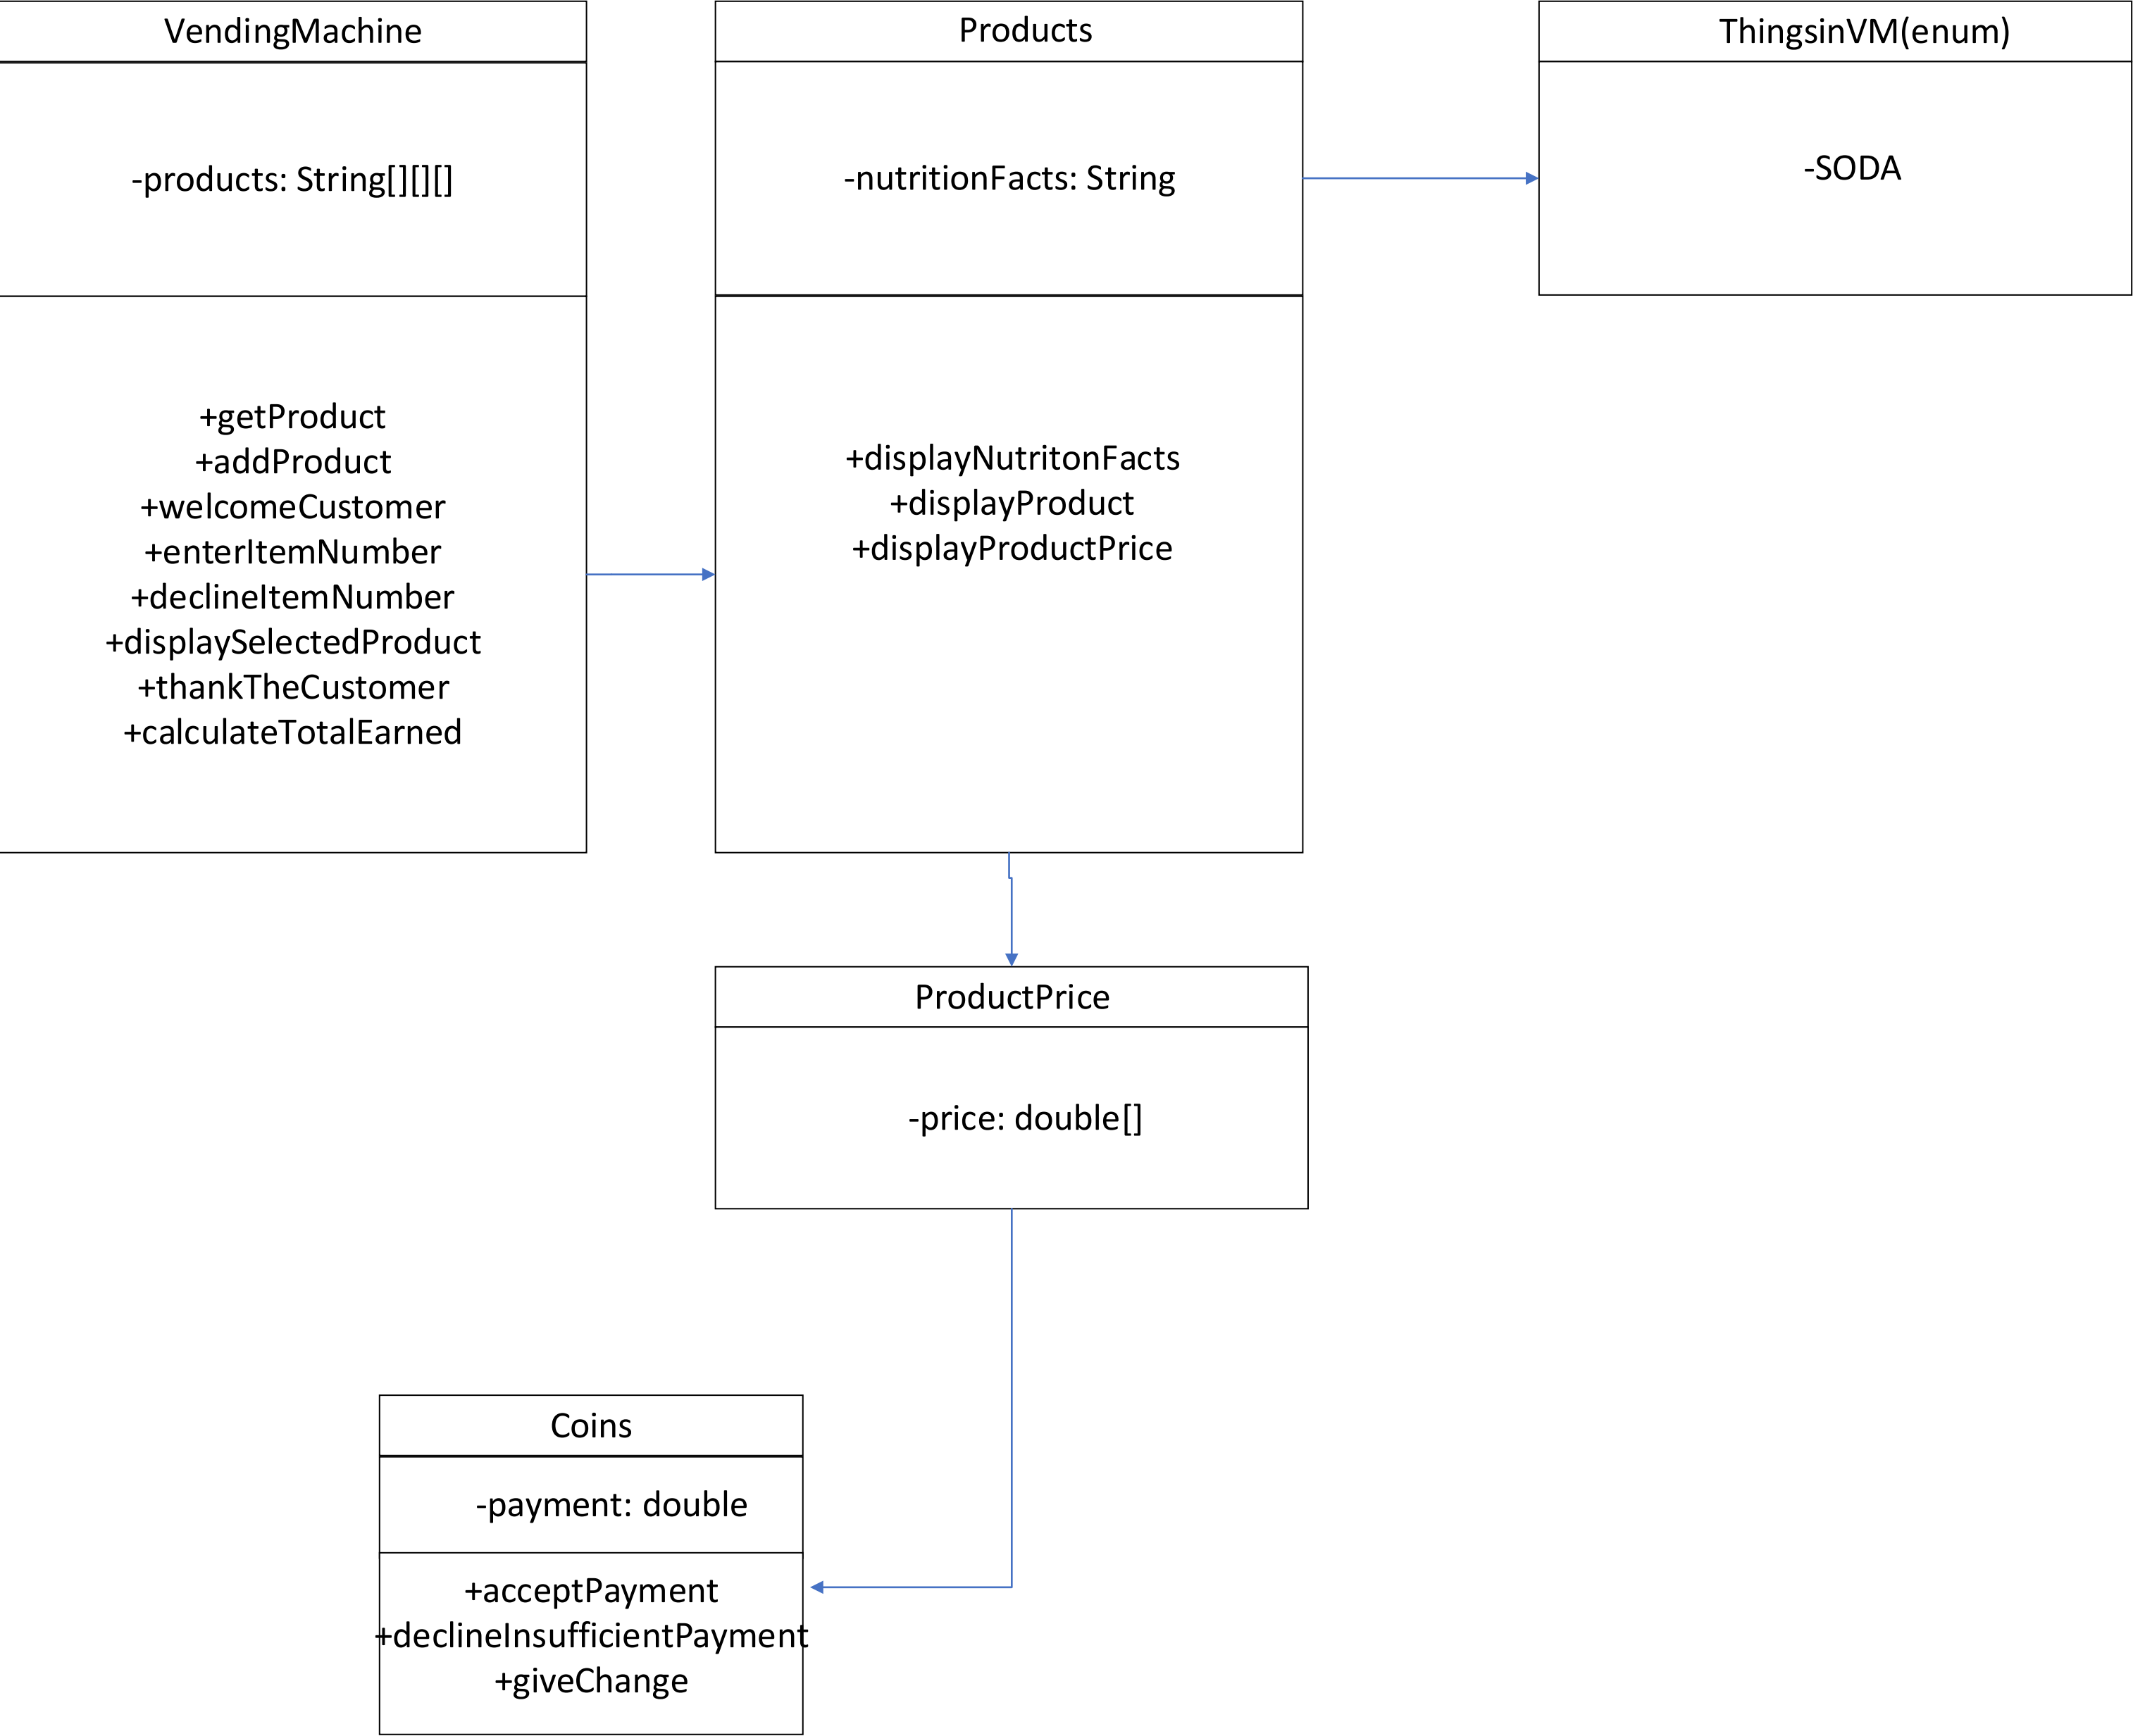 VendingMachine
-products: String[][][]
+getProduct
+addProduct
+welcomeCustomer
+enterItemNumber
+declineItemNumber
+displaySelectedProduct
+thankTheCustomer
+calculateTotalEarned
Products
-nutritionFacts: String
+displayNutritonFacts
+displayProduct
+displayProductPrice
ThingsinVM(enum)
-SODA
ProductPrice
-price: double[]
Coins
-payment: double
+acceptPayment
+declineInsufficientPayment
+giveChange